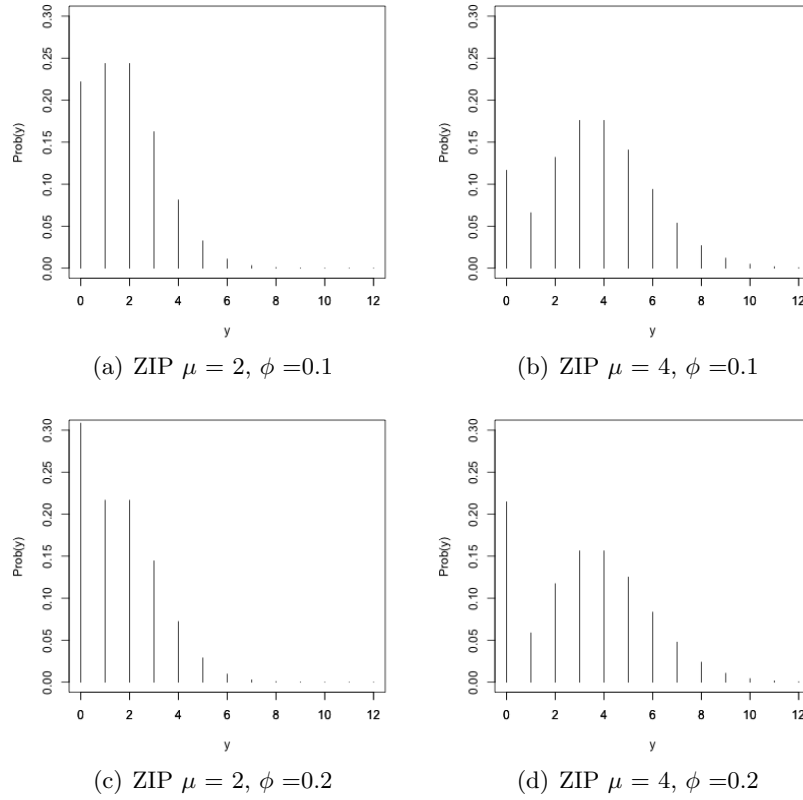 0.30
0.25
0.20
0.15
0.10
0.05
0.00
Prob(y)
0 2 4 6 8 10 12
y
(a) ZIP μ = 2, ϕ =0.1
0.30
0.25
0.20
0.15
0.10
0.05
0.00
Prob(y)
0 2 4 6 8 10 12
y
(b) ZIP μ = 4, ϕ =0.1
0.30
0.25
0.20
0.15
0.10
0.05
0.00
Prob(y)
0 2 4 6 8 10 12
y
(c) ZIP μ = 2, ϕ =0.2
0.30
0.25
0.20
0.15
0.10
0.05
0.00
Prob(y)
0 2 4 6 8 10 12
y
(d) ZIP μ = 4, ϕ =0.2